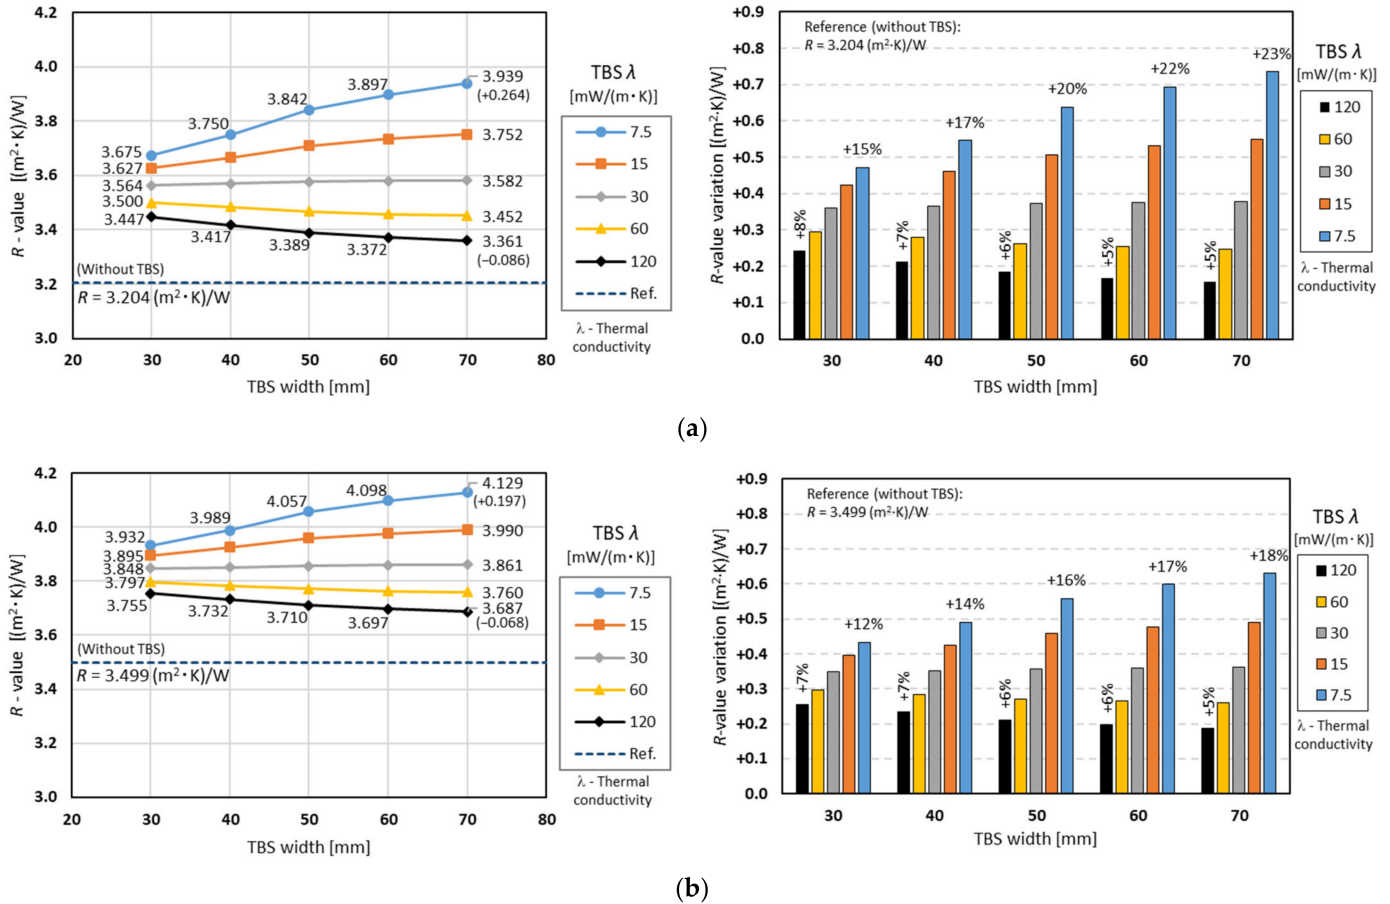 4.2
4.0
3.8
3.6
3.4
3.2
3.0
R - value [(m²·K)/W]
3.675
3.627
3.564
3.500
3.447
3.750
3.842
3.897
3.939
(+0.264)
3.752
3.582
3.452
3.417
3.389
3.372
3.361
(−0.086)
(Without TBS)
R = 3.204 (m²·K)/W
20 30 40 50 60 70 80
TBS width [mm]
TBS λ
[mW/(m·K)]
7.5
15
30
60
120
Ref.
λ - Thermal
conductivity
+0.9
+0.8
+0.7
+0.6
+0.5
+0.4
+0.3
+0.2
+0.1
0.0
R-value variation [(m²·K)/W]
Reference (without TBS):
R = 3.204 (m²·K)/W
+8%
+15%
+7%
+17%
+6%
+20%
+5%
+22%
+5%
+23%
30 40 50 60 70
TBS width [mm]
TBS λ
[mW/(m·K)]
120
60
30
15
7.5
λ - Thermal
conductivity
(a)
4.2
4.0
3.8
3.6
3.4
3.2
3.0
R - value [(m²·K)/W]
3.932
3.895
3.848
3.797
3.755
3.989
4.057
4.098
4.129
(+0.197)
3.990
3.861
3.760
3.732
3.710
3.697
3.687
(−0.068)
(Without TBS)
R = 3.499 (m²·K)/W
20 30 40 50 60 70 80
TBS width [mm]
TBS λ
[mW/(m·K)]
7.5
15
30
60
120
Ref.
λ - Thermal
conductivity
+0.9
+0.8
+0.7
+0.6
+0.5
+0.4
+0.3
+0.2
+0.1
0.0
R-value variation [(m²·K)/W]
Reference (without TBS):
R = 3.499 (m²·K)/W
+7%
+12%
+7%
+14%
+6%
+16%
+6%
+17%
+5%
+18%
30 40 50 60 70
TBS width [mm]
TBS λ
[mW/(m·K)]
120
60
30
15
7.5
λ - Thermal
conductivity
(b)